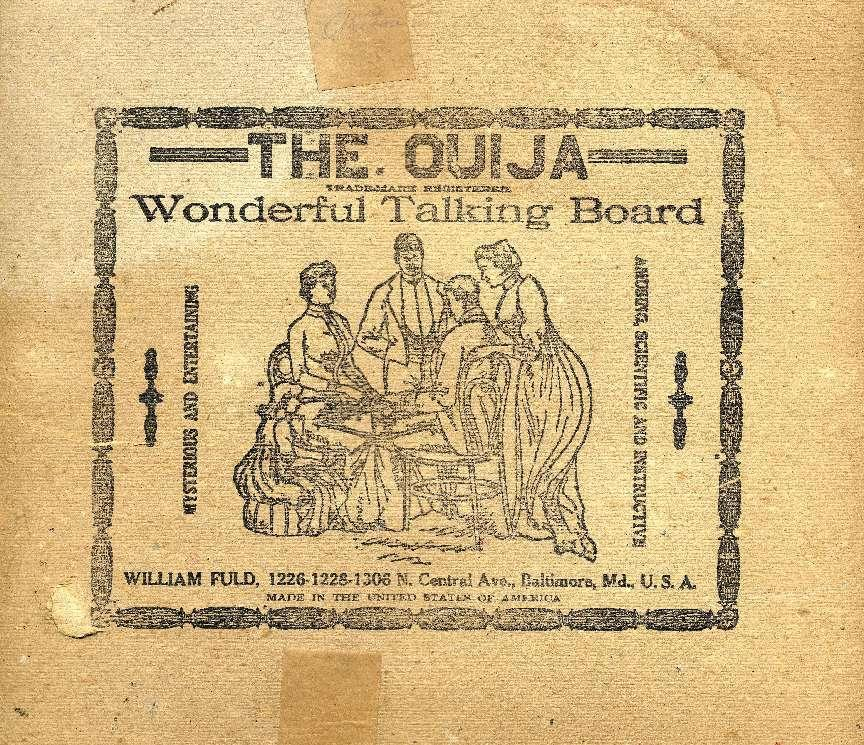 THE OUIJA
TRADEMARK REGISTERED
Wonderful Talking Board
MYSTERIOUS AND ENTERTAINING
AMUSING, SCIENTIFIC AND INSTRUCTIVE
WILLIAM FULD, 1226-1228-1306 N. Central Ave., Baltimore, Md., U. S. A.
MADE IN THE UNITED STATES OF AMERICA